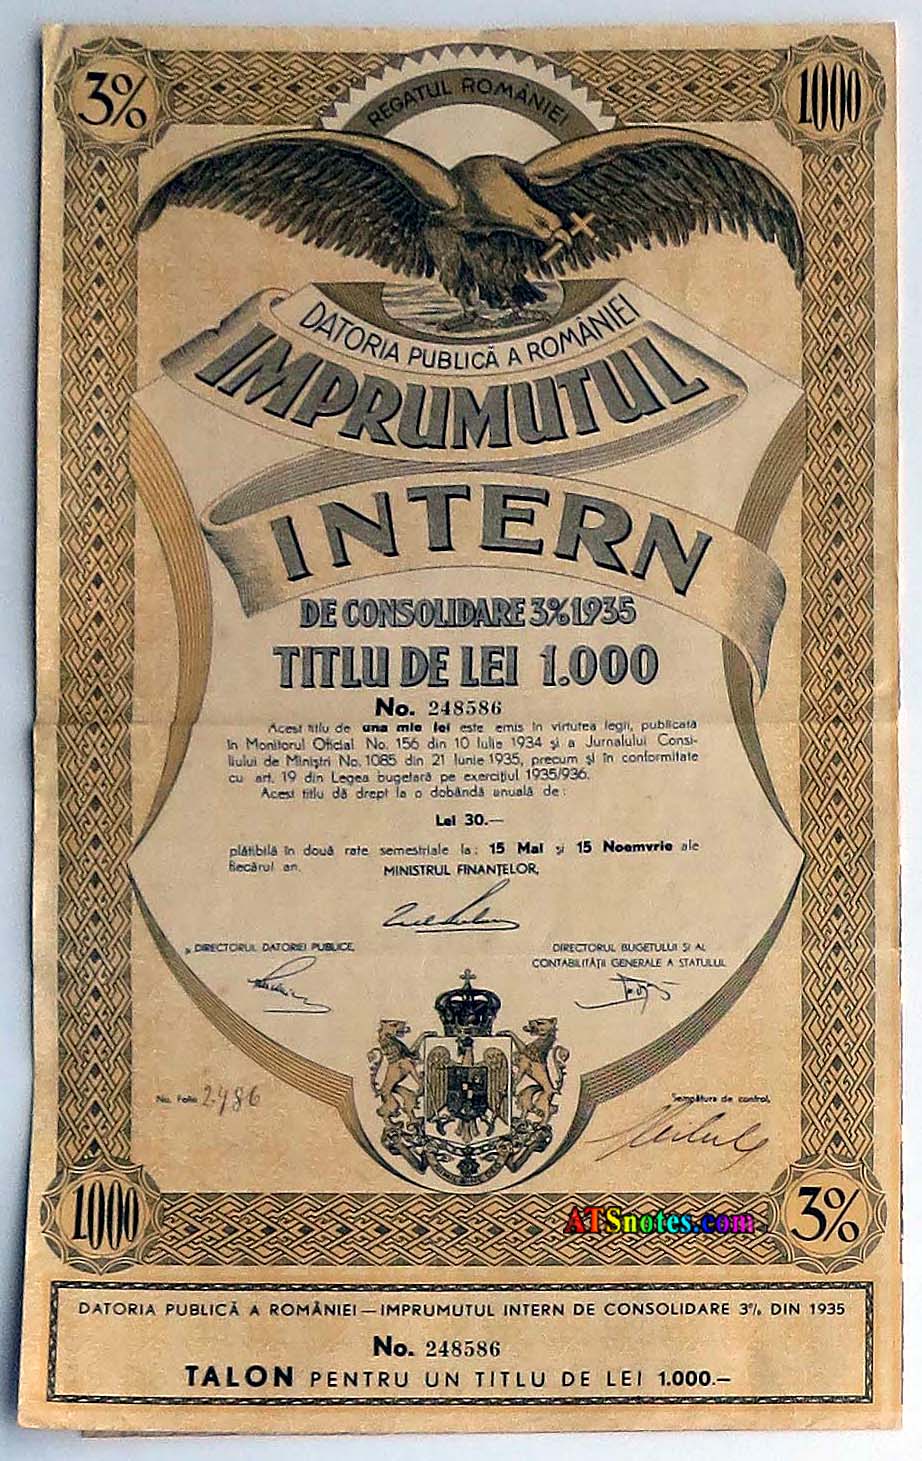 3%
1000
REGATUL ROMÂNIEI
DATORIA PUBLICĂ A ROMÂNIEI
IMPRUMUTUL
INTERN
DE CONSOLIDARE 3% 1935
TITLU DE LEI 1.000
No. 248586
Acest titlu de una mie lei este emis în virtutea legii, publicată
în Monitorul Oficial No. 156 din 10 Iulie 1934 și a Jurnalului Consi-
liului de Miniștri No. 1085 din 21 Iunie 1935, precum și în conformitate
cu art. 19 din Legea bugetară pe exercițiul 1935/936.
Acest titlu dă drept la o dobândă anuală de:
Lei 30.—
plătibilă în două rate semestriale la: 15 Mai și 15 Noemvrie ale
fiecărui an.
MINISTRUL FINANȚELOR,
DIRECTORUL DATORIEI PUBLICE,
DIRECTORUL BUGETULUI ȘI AL
CONTABILITĂȚII GENERALE A STATULUI,
No. Folio 2486
Semnătura de control,
1000
3%
ATSnotes.com
DATORIA PUBLICĂ A ROMÂNIEI — IMPRUMUTUL INTERN DE CONSOLIDARE 3% DIN 1935
No. 248586
TALON PENTRU UN TITLU DE LEI 1.000.—